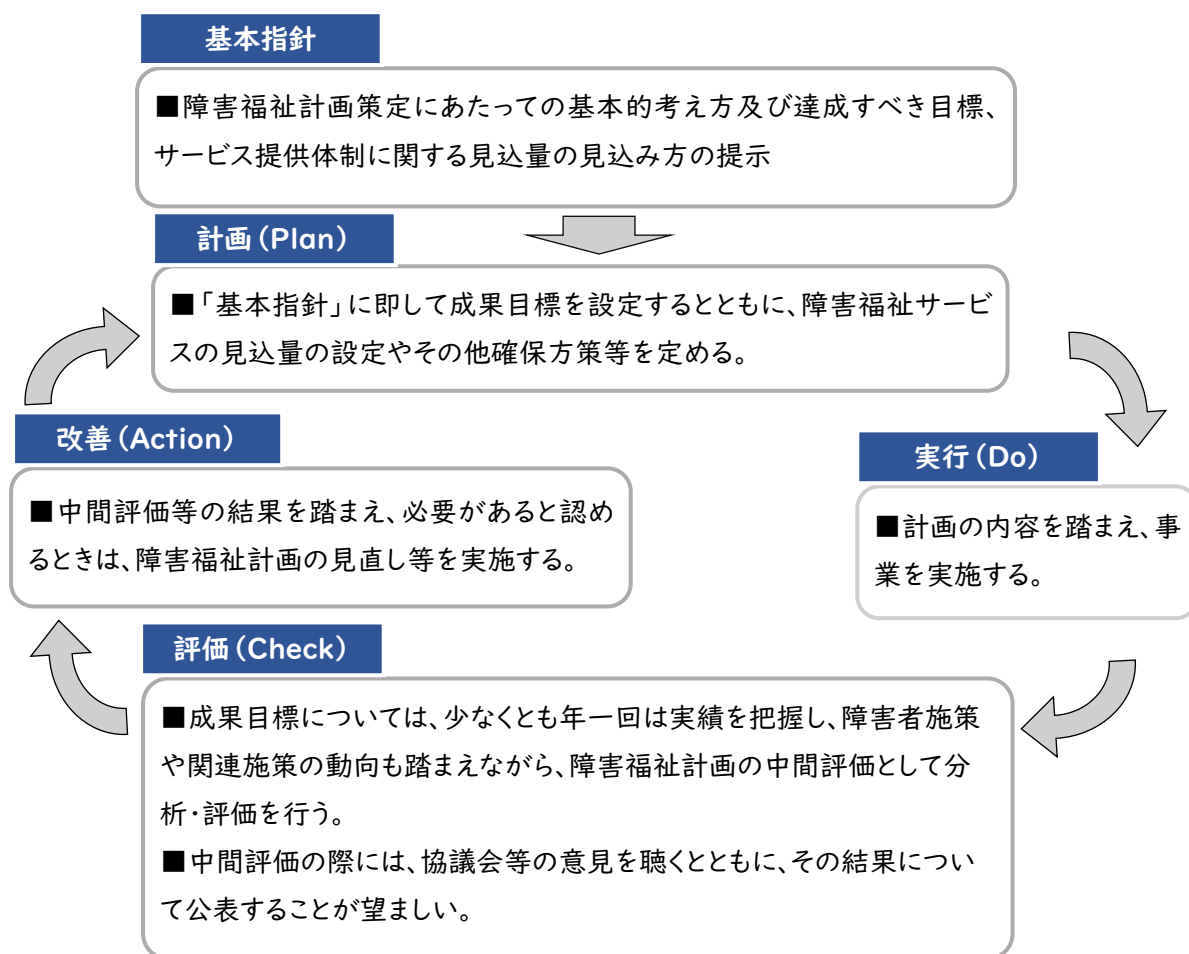 基本指針
■障害福祉計画策定にあたっての基本的考え方及び達成すべき目標、
サービス提供体制に関する見込量の見込み方の提示
計画(Plan)
■「基本指針」に即して成果目標を設定するとともに、障害福祉サービ
スの見込量の設定やその他確保方策等を定める。
改善(Action)
■中間評価等の結果を踏まえ、必要があると認め
るときは、障害福祉計画の見直し等を実施する。
実行(Do)
■計画の内容を踏まえ、事
業を実施する。
評価(Check)
■成果目標については、少なくとも年一回は実績を把握し、障害者施策
や関連施策の動向も踏まえながら、障害福祉計画の中間評価として分
析・評価を行う。
■中間評価の際には、協議会等の意見を聴くとともに、その結果につい
て公表することが望ましい。